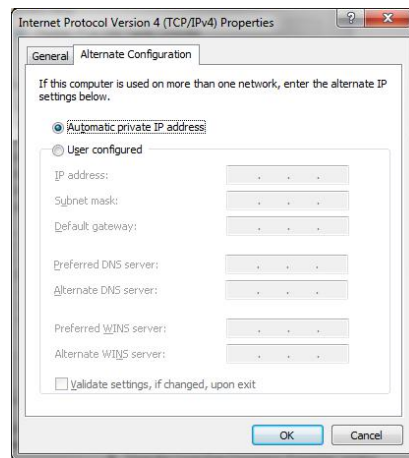 Internet Protocol Version 4 (TCP/IPv4) Properties
General
Alternate Configuration
If this computer is used on more than one network, enter the alternate IP
settings below.
Automatic private IP address
User configured
IP address:
Subnet mask:
Default gateway:
Preferred DNS server:
Alternate DNS server:
Preferred WINS server:
Alternate WINS server:
Validate settings, if changed, upon exit
OK
Cancel